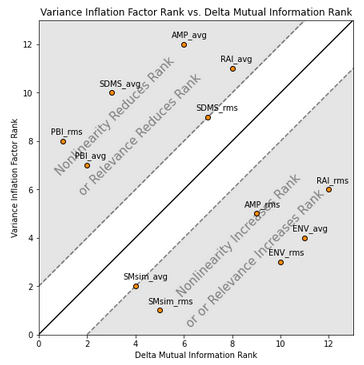 Variance Inflation Factor Rank vs. Delta Mutual Information Rank
AMP_avg
12
RAI_avg
SDMS_avg
10
SDMS_rms
PBI_rms
8
PBI_avg
Nonlinearity Reduces Rank
or Relevance Reduces Rank
RAI_rms
6
AMP_rms
ENV_avg
4
ENV_rms
Nonlinearity Increases Rank
or or Relevance Increases Rank
SMsim_avg
2
SMsim_rms
0
0 2 4 6 8 10 12
Variance Inflation Factor Rank
Delta Mutual Information Rank